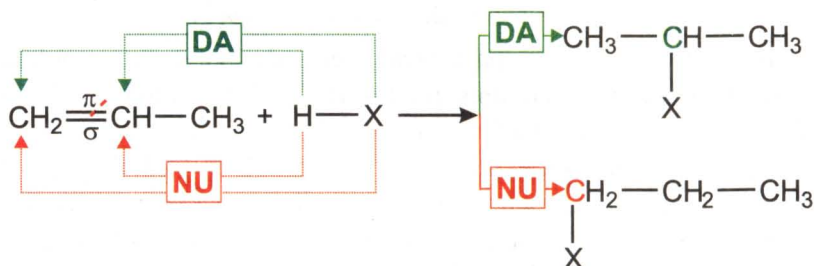 DA
CH2 π σ CH—CH3 + H—X
NU
DA CH3—CH—CH3
X
NU CH2—CH2—CH3
X